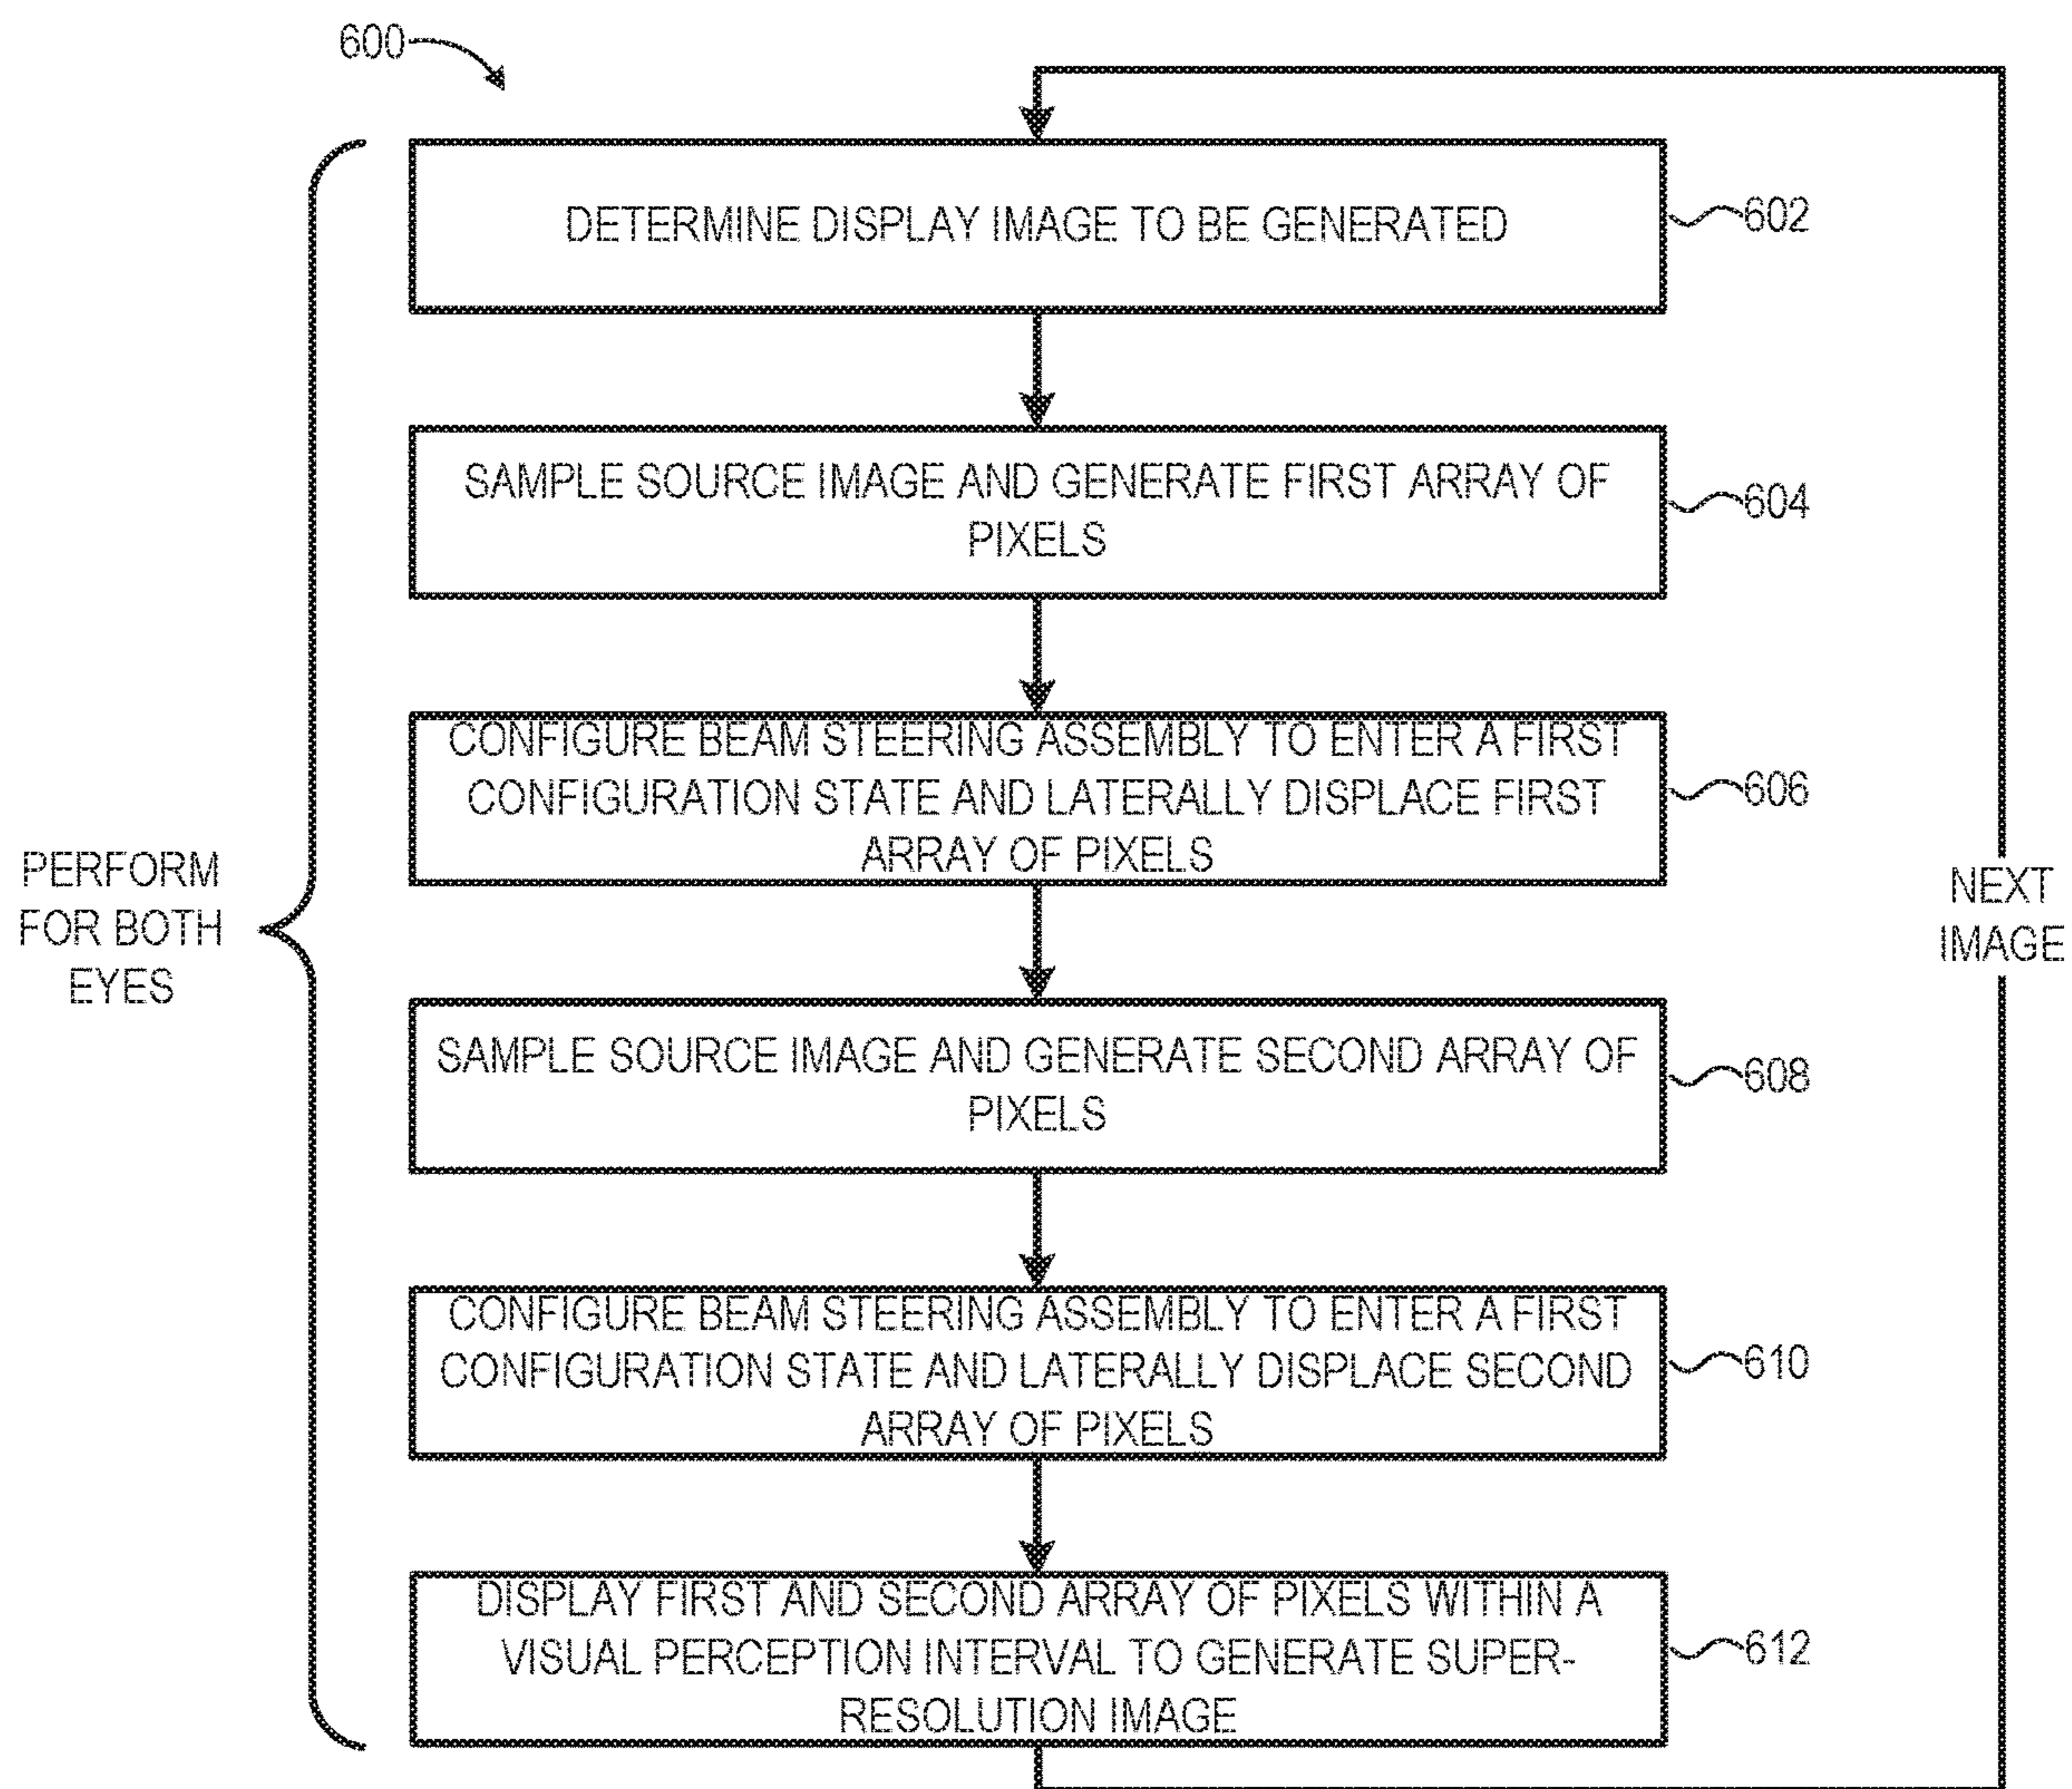 600
DETERMINE DISPLAY IMAGE TO BE GENERATED
602
SAMPLE SOURCE IMAGE AND GENERATE FIRST ARRAY OF
PIXELS
604
CONFIGURE BEAM STEERING ASSEMBLY TO ENTER A FIRST
CONFIGURATION STATE AND LATERALLY DISPLACE FIRST
ARRAY OF PIXELS
606
PERFORM
FOR BOTH
EYES
NEXT
IMAGE
SAMPLE SOURCE IMAGE AND GENERATE SECOND ARRAY OF
PIXELS
608
CONFIGURE BEAM STEERING ASSEMBLY TO ENTER A FIRST
CONFIGURATION STATE AND LATERALLY DISPLACE SECOND
ARRAY OF PIXELS
610
DISPLAY FIRST AND SECOND ARRAY OF PIXELS WITHIN A
VISUAL PERCEPTION INTERVAL TO GENERATE SUPER-
RESOLUTION IMAGE
612